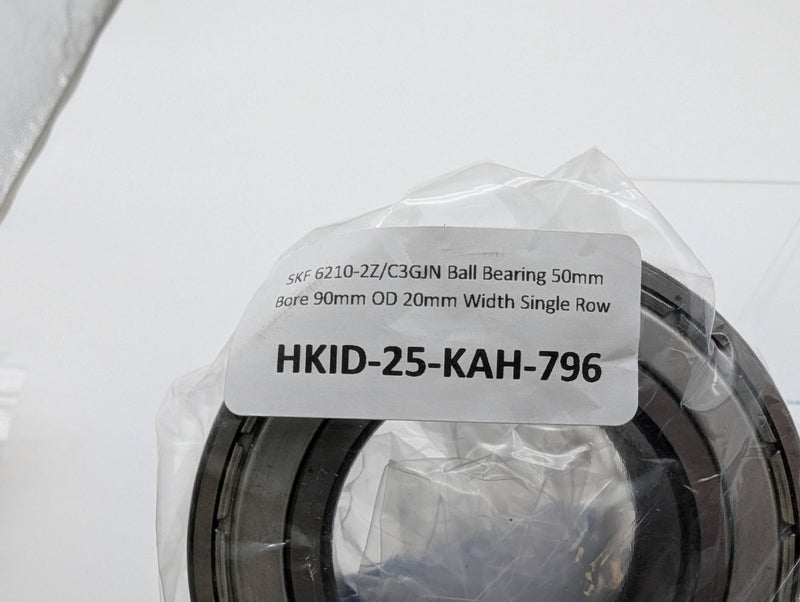 SKF 6210-2Z/C3GJN Ball Bearing 50mm
Bore 90mm OD 20mm Width Single Row
HKID-25-KAH-796